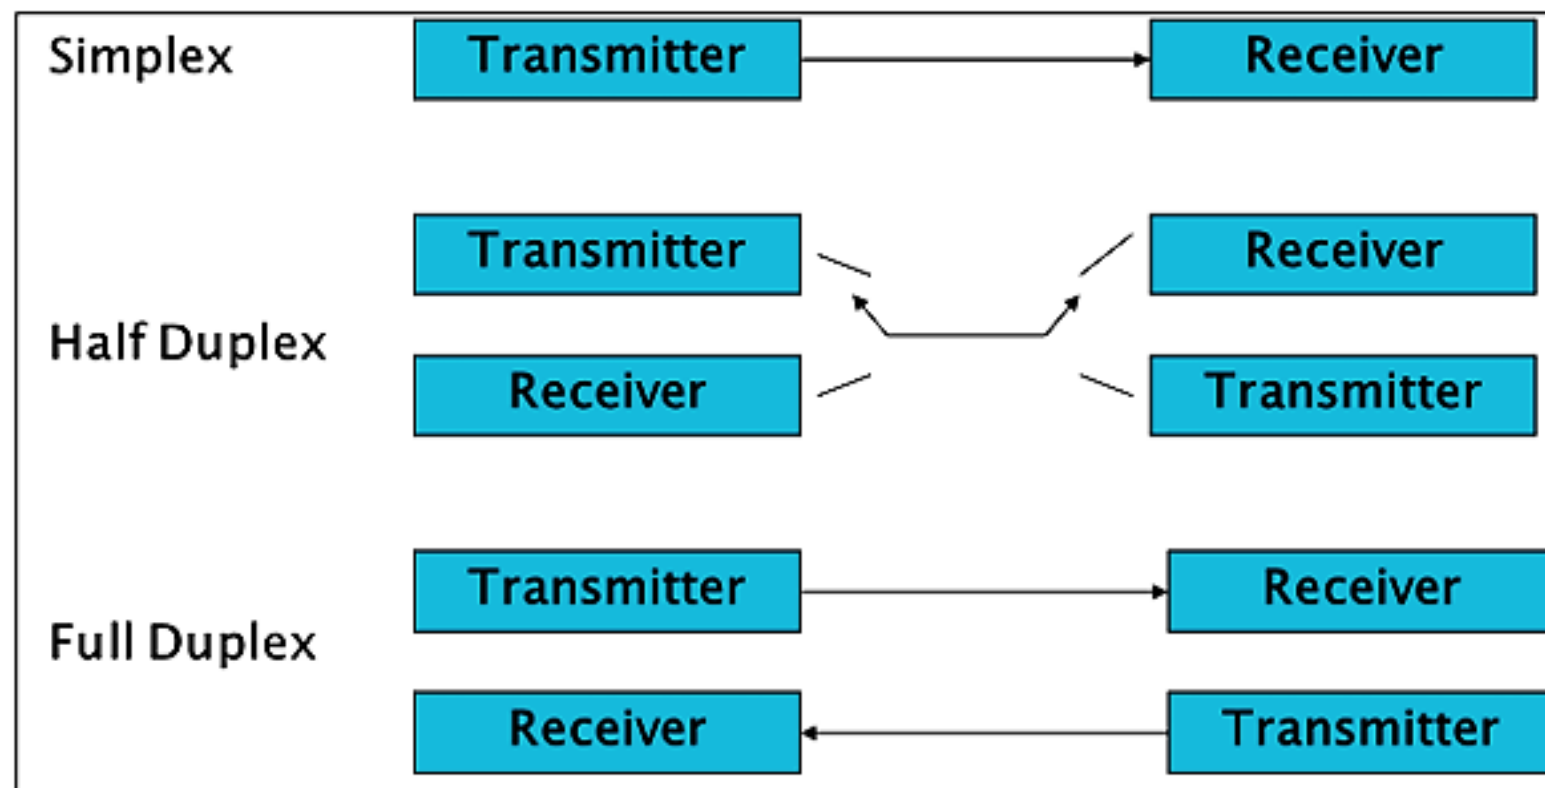 Simplex Transmitter Receiver
Transmitter Receiver
Half Duplex
Receiver Transmitter
Transmitter Receiver
Full Duplex
Receiver Transmitter